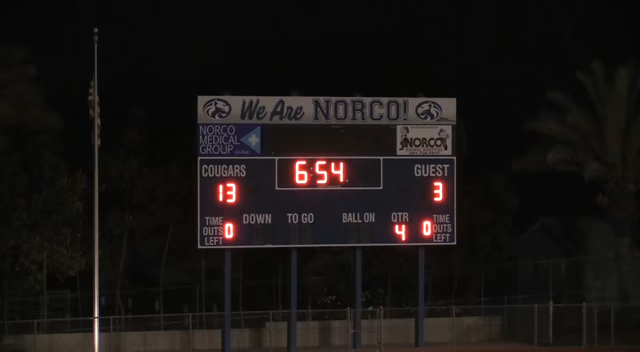 We Are NORCO!
NORCO
MEDICAL
GROUP
NORCO
COUGARS
6:54
GUEST
13
3
TIME
OUTS
LEFT
0
DOWN
TO GO
BALL ON
QTR
4
0
TIME
OUTS
LEFT